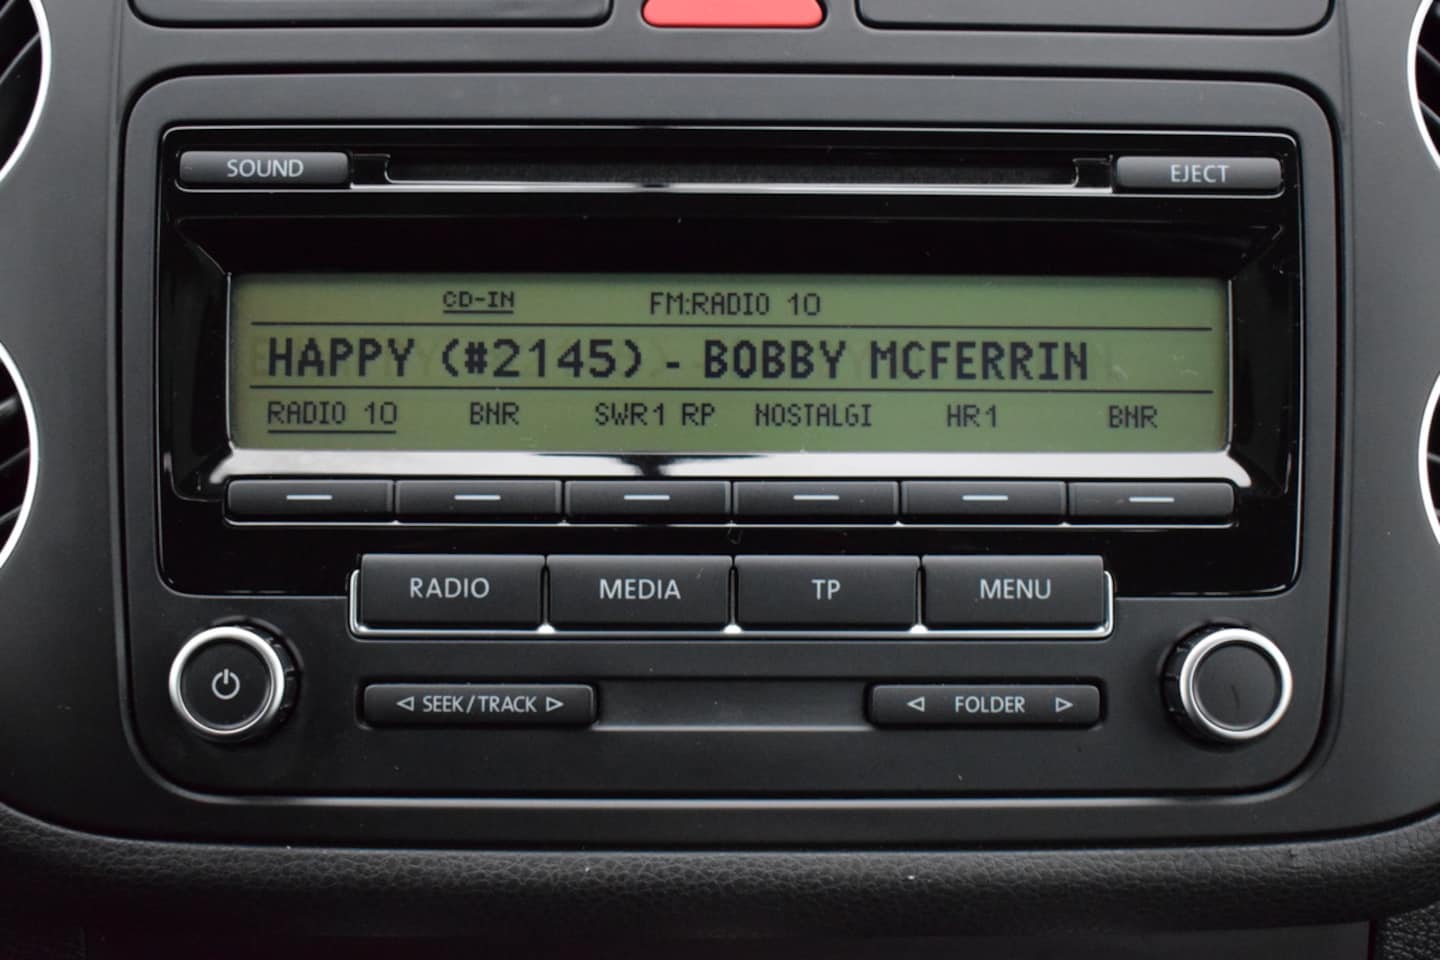 SOUND EJECT
CD-IN FM:RADIO 10
HAPPY (#2145) - BOBBY MCFERRIN
RADIO 10 BNR SWR1 RP NOSTALGI HR1 BNR
RADIO MEDIA TP MENU
SEEK/TRACK FOLDER